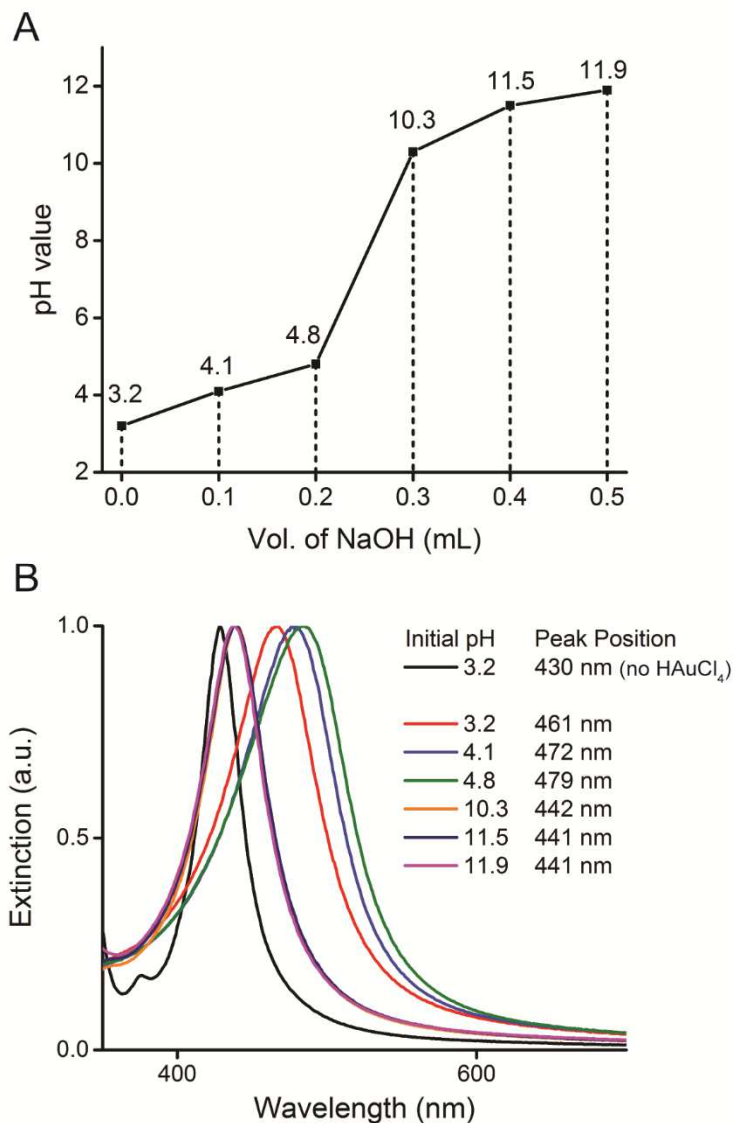 A
12
10
8
6
4
2
pH value
3.2
4.1
4.8
10.3
11.5
11.9
0.0 0.1 0.2 0.3 0.4 0.5
Vol. of NaOH (mL)
B
1.0
0.5
0.0
Extinction (a.u.)
Initial pH Peak Position
3.2 430 nm (no HAuCl₄)
3.2 461 nm
4.1 472 nm
4.8 479 nm
10.3 442 nm
11.5 441 nm
11.9 441 nm
400 600
Wavelength (nm)